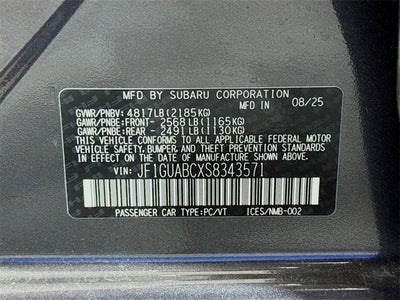 MFD. BY SUBARU CORPORATION
MFD. IN 08/25
GVWR/PNBV: 4817LB(2185KG)
GAWR/PNBE:FRONT- 2568LB(1165KG)
GAWR/PNBE:REAR - 2491LB(1130KG)
THIS VEHICLE CONFORMS TO ALL APPLICABLE FEDERAL MOTOR
VEHICLE SAFETY, BUMPER, AND THEFT PREVENTION STANDARDS
IN EFFECT ON THE DATE OF MANUFACTURE SHOWN ABOVE.
VIN: JF1GUABCXS8343571
PASSENGER CAR TYPE:PC/VT ICES/NMB-002